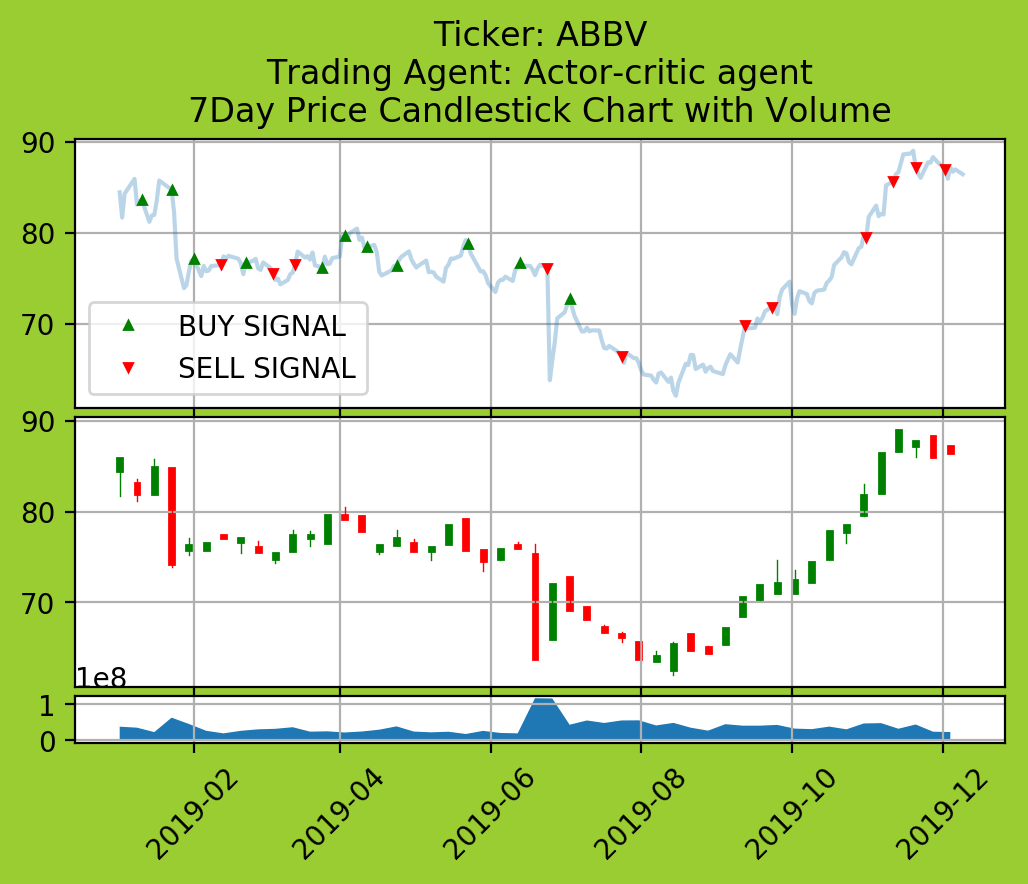 Ticker: ABBV
Trading Agent: Actor-critic agent
7Day Price Candlestick Chart with Volume
90
80
70
BUY SIGNAL
SELL SIGNAL
90
80
70
1e8
1
0
2019-02
2019-04
2019-06
2019-08
2019-10
2019-12